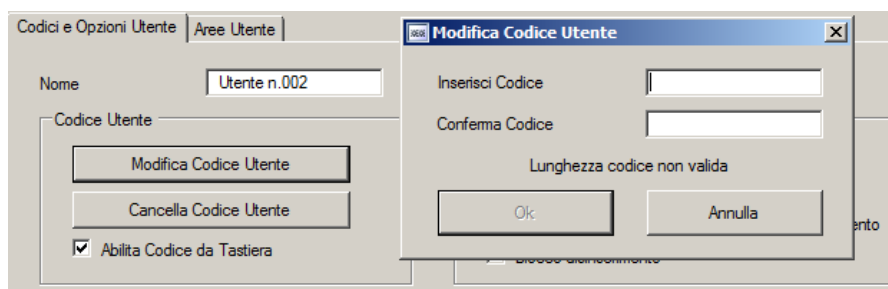 Codici e Opzioni Utente
Aree Utente
Nome
Utente n.002
Codice Utente
Modifica Codice Utente
Cancella Codice Utente
Abilita Codice da Tastiera
Modifica Codice Utente
Inserisci Codice
Conferma Codice
Lunghezza codice non valida
Ok
Annulla
ento